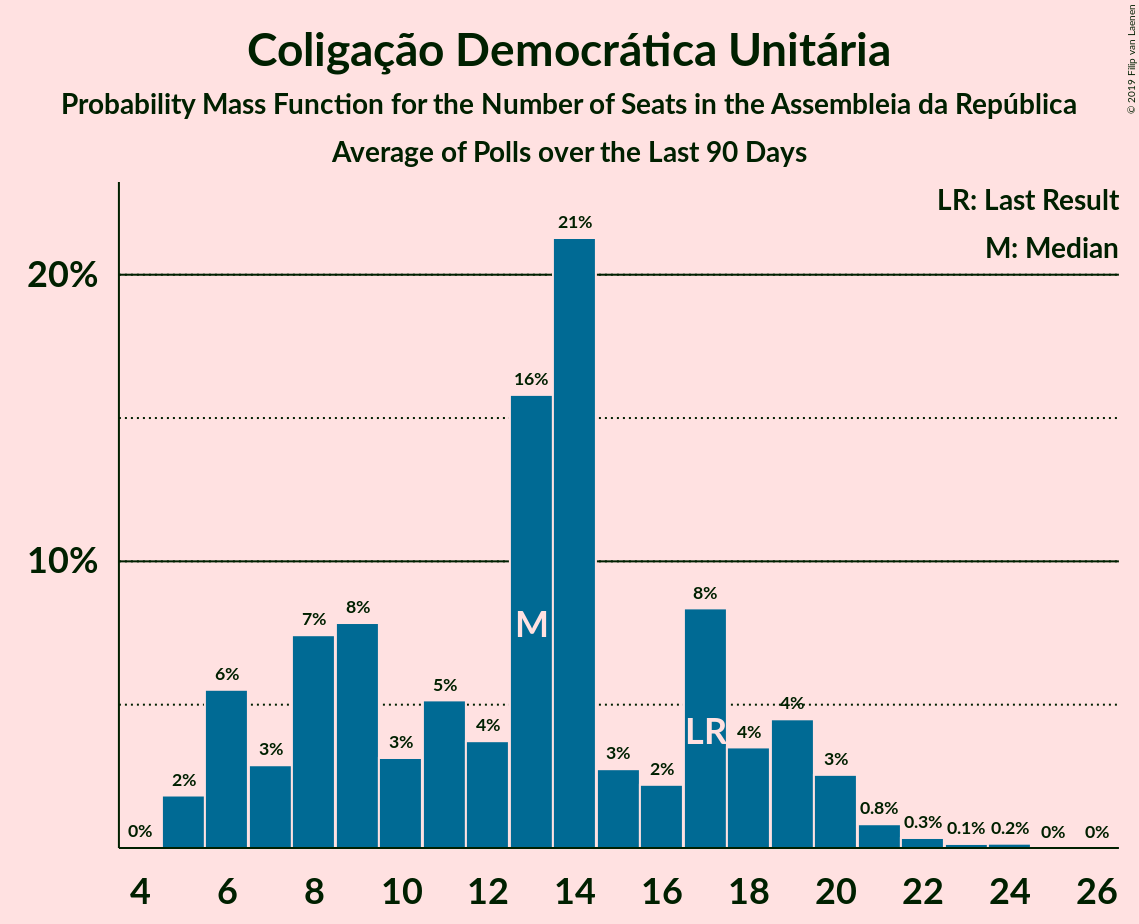 Coligação Democrática Unitária
Probability Mass Function for the Number of Seats in the Assembleia da República
Average of Polls over the Last 90 Days
© 2019 Filip van Laenen
LR: Last Result
M: Median
20%
10%
0%
2%
6%
3%
7%
8%
3%
5%
4%
16%
21%
3%
2%
8%
4%
4%
3%
0.8%
0.3%
0.1%
0.2%
0%
0%
M
LR
4 6 8 10 12 14 16 18 20 22 24 26